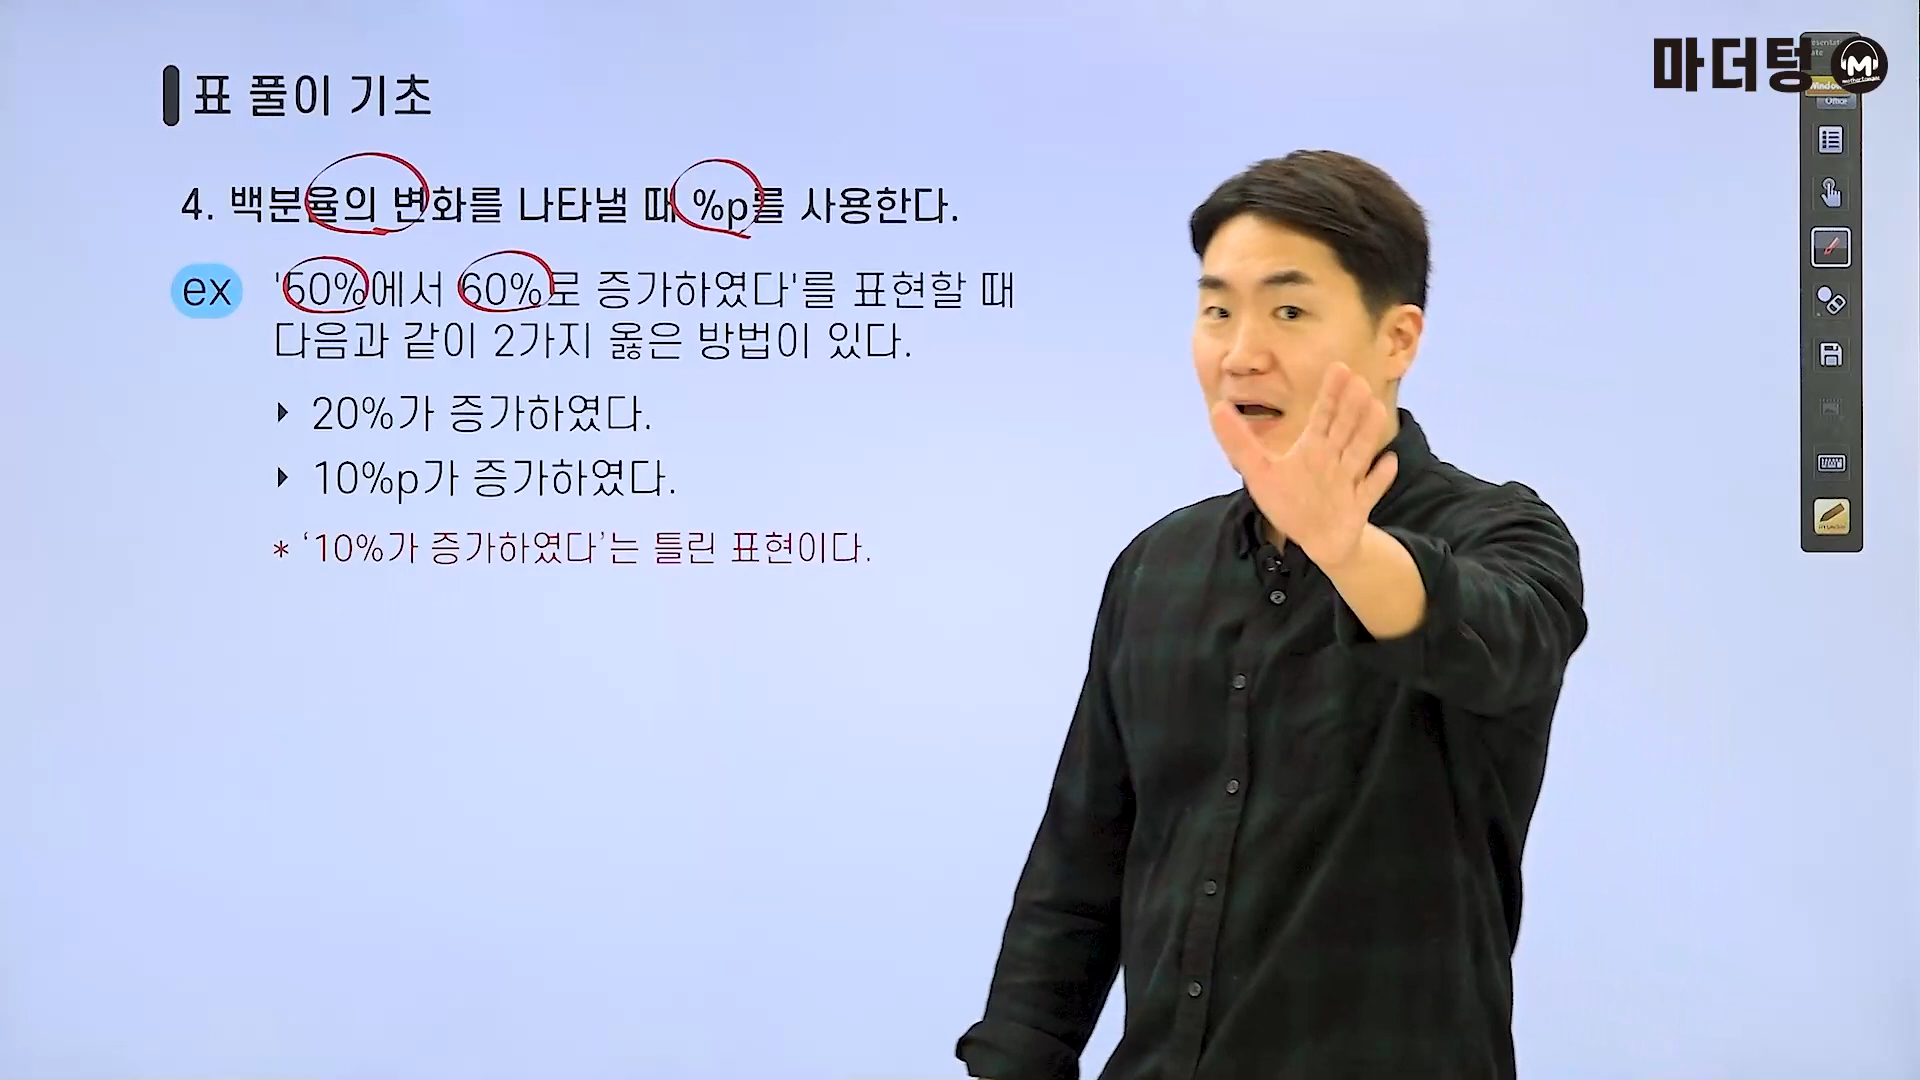 마더텅
표 풀이 기초
4. 백분율의 변화를 나타낼 때 %p를 사용한다.
ex '50%에서 60%로 증가하였다'를 표현할 때
다음과 같이 2가지 옳은 방법이 있다.
▸ 20%가 증가하였다.
▸ 10%p가 증가하였다.
* ‘10%가 증가하였다’는 틀린 표현이다.
M
Office